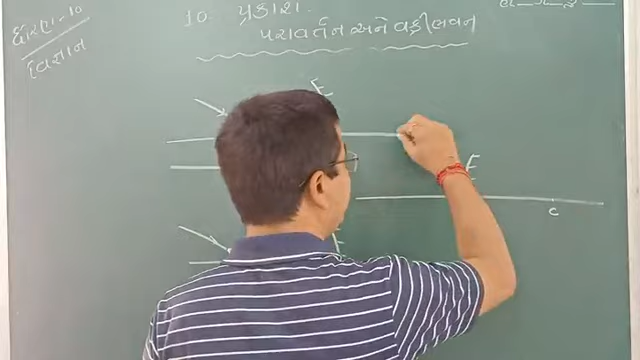 ધોરણ-10
વિજ્ઞાન
10. પ્રકાશ
પરાવર્તન અને વક્રીભવન
E
E
C